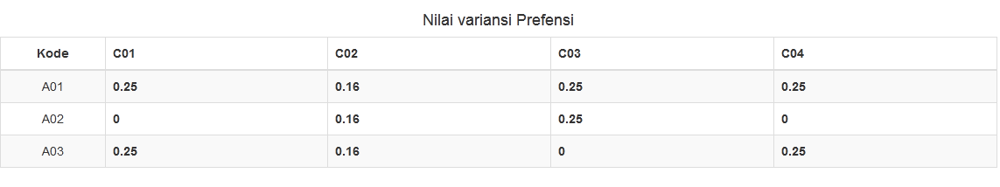 Nilai variansi Prefensi
Kode C01 C02 C03 C04
A01 0.25 0.16 0.25 0.25
A02 0 0.16 0.25 0
A03 0.25 0.16 0 0.25